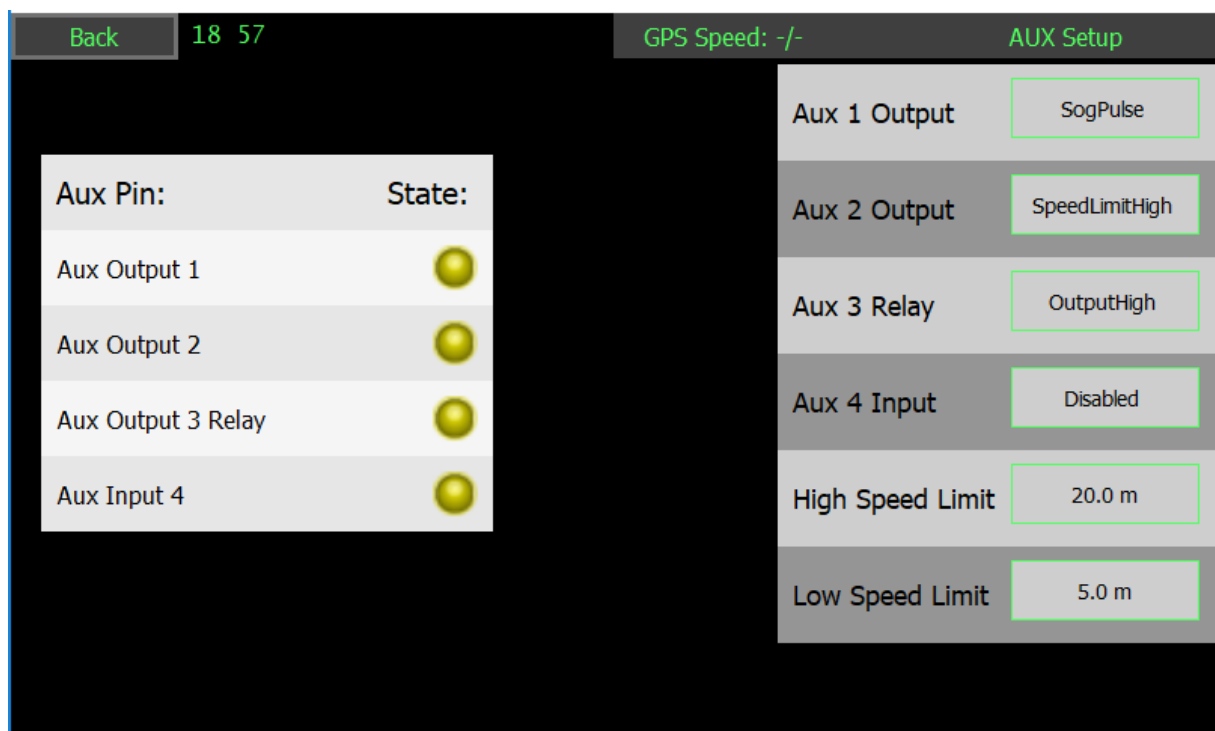 Back 18 57 GPS Speed: -/- AUX Setup
Aux Pin: State:
Aux Output 1
Aux Output 2
Aux Output 3 Relay
Aux Input 4
Aux 1 Output SogPulse
Aux 2 Output SpeedLimitHigh
Aux 3 Relay OutputHigh
Aux 4 Input Disabled
High Speed Limit 20.0 m
Low Speed Limit 5.0 m